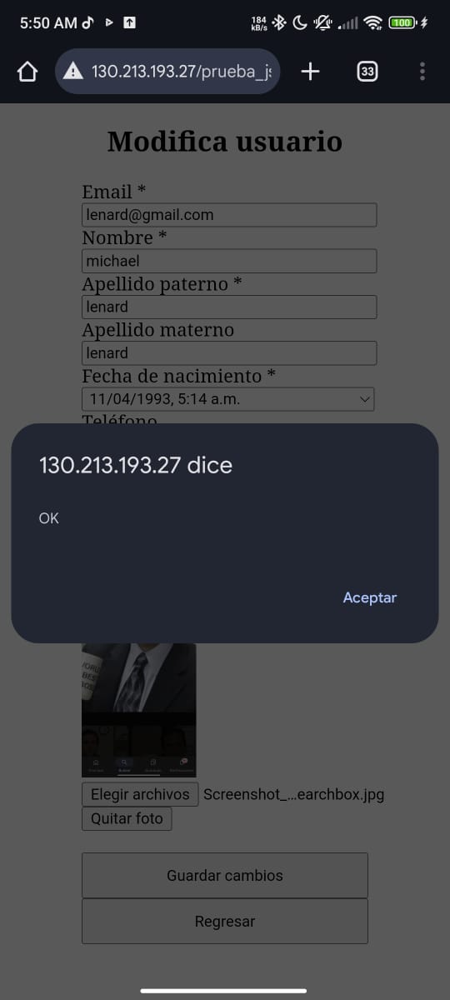 5:50 AM
184 kB/s
100
130.213.193.27/prueba_js
33
Modifica usuario
Email *
lenard@gmail.com
Nombre *
michael
Apellido paterno *
lenard
Apellido materno
lenard
Fecha de nacimiento *
11/04/1993, 5:14 a.m.
Teléfono
130.213.193.27 dice
OK
Aceptar
Elegir archivos Screenshot_...earchbox.jpg
Quitar foto
Guardar cambios
Regresar